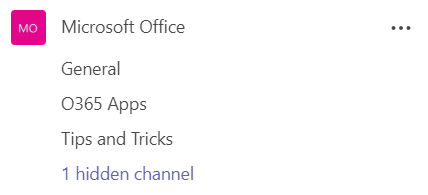 MO Microsoft Office
General
O365 Apps
Tips and Tricks
1 hidden channel